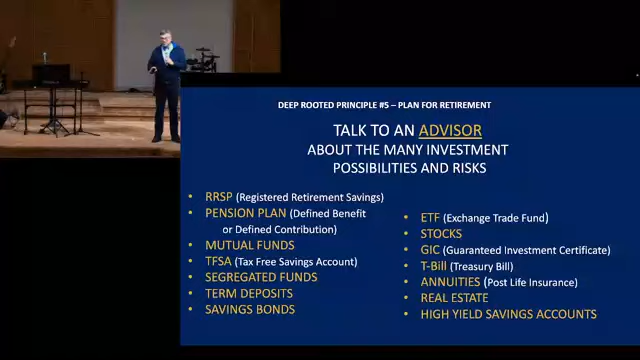 DEEP ROOTED PRINCIPLE #5 – PLAN FOR RETIREMENT
TALK TO AN ADVISOR
ABOUT THE MANY INVESTMENT
POSSIBILITIES AND RISKS
• RRSP (Registered Retirement Savings)
• PENSION PLAN (Defined Benefit
or Defined Contribution)
• MUTUAL FUNDS
• TFSA (Tax Free Savings Account)
• SEGREGATED FUNDS
• TERM DEPOSITS
• SAVINGS BONDS
• ETF (Exchange Trade Fund)
• STOCKS
• GIC (Guaranteed Investment Certificate)
• T-Bill (Treasury Bill)
• ANNUITIES (Post Life Insurance)
• REAL ESTATE
• HIGH YIELD SAVINGS ACCOUNTS